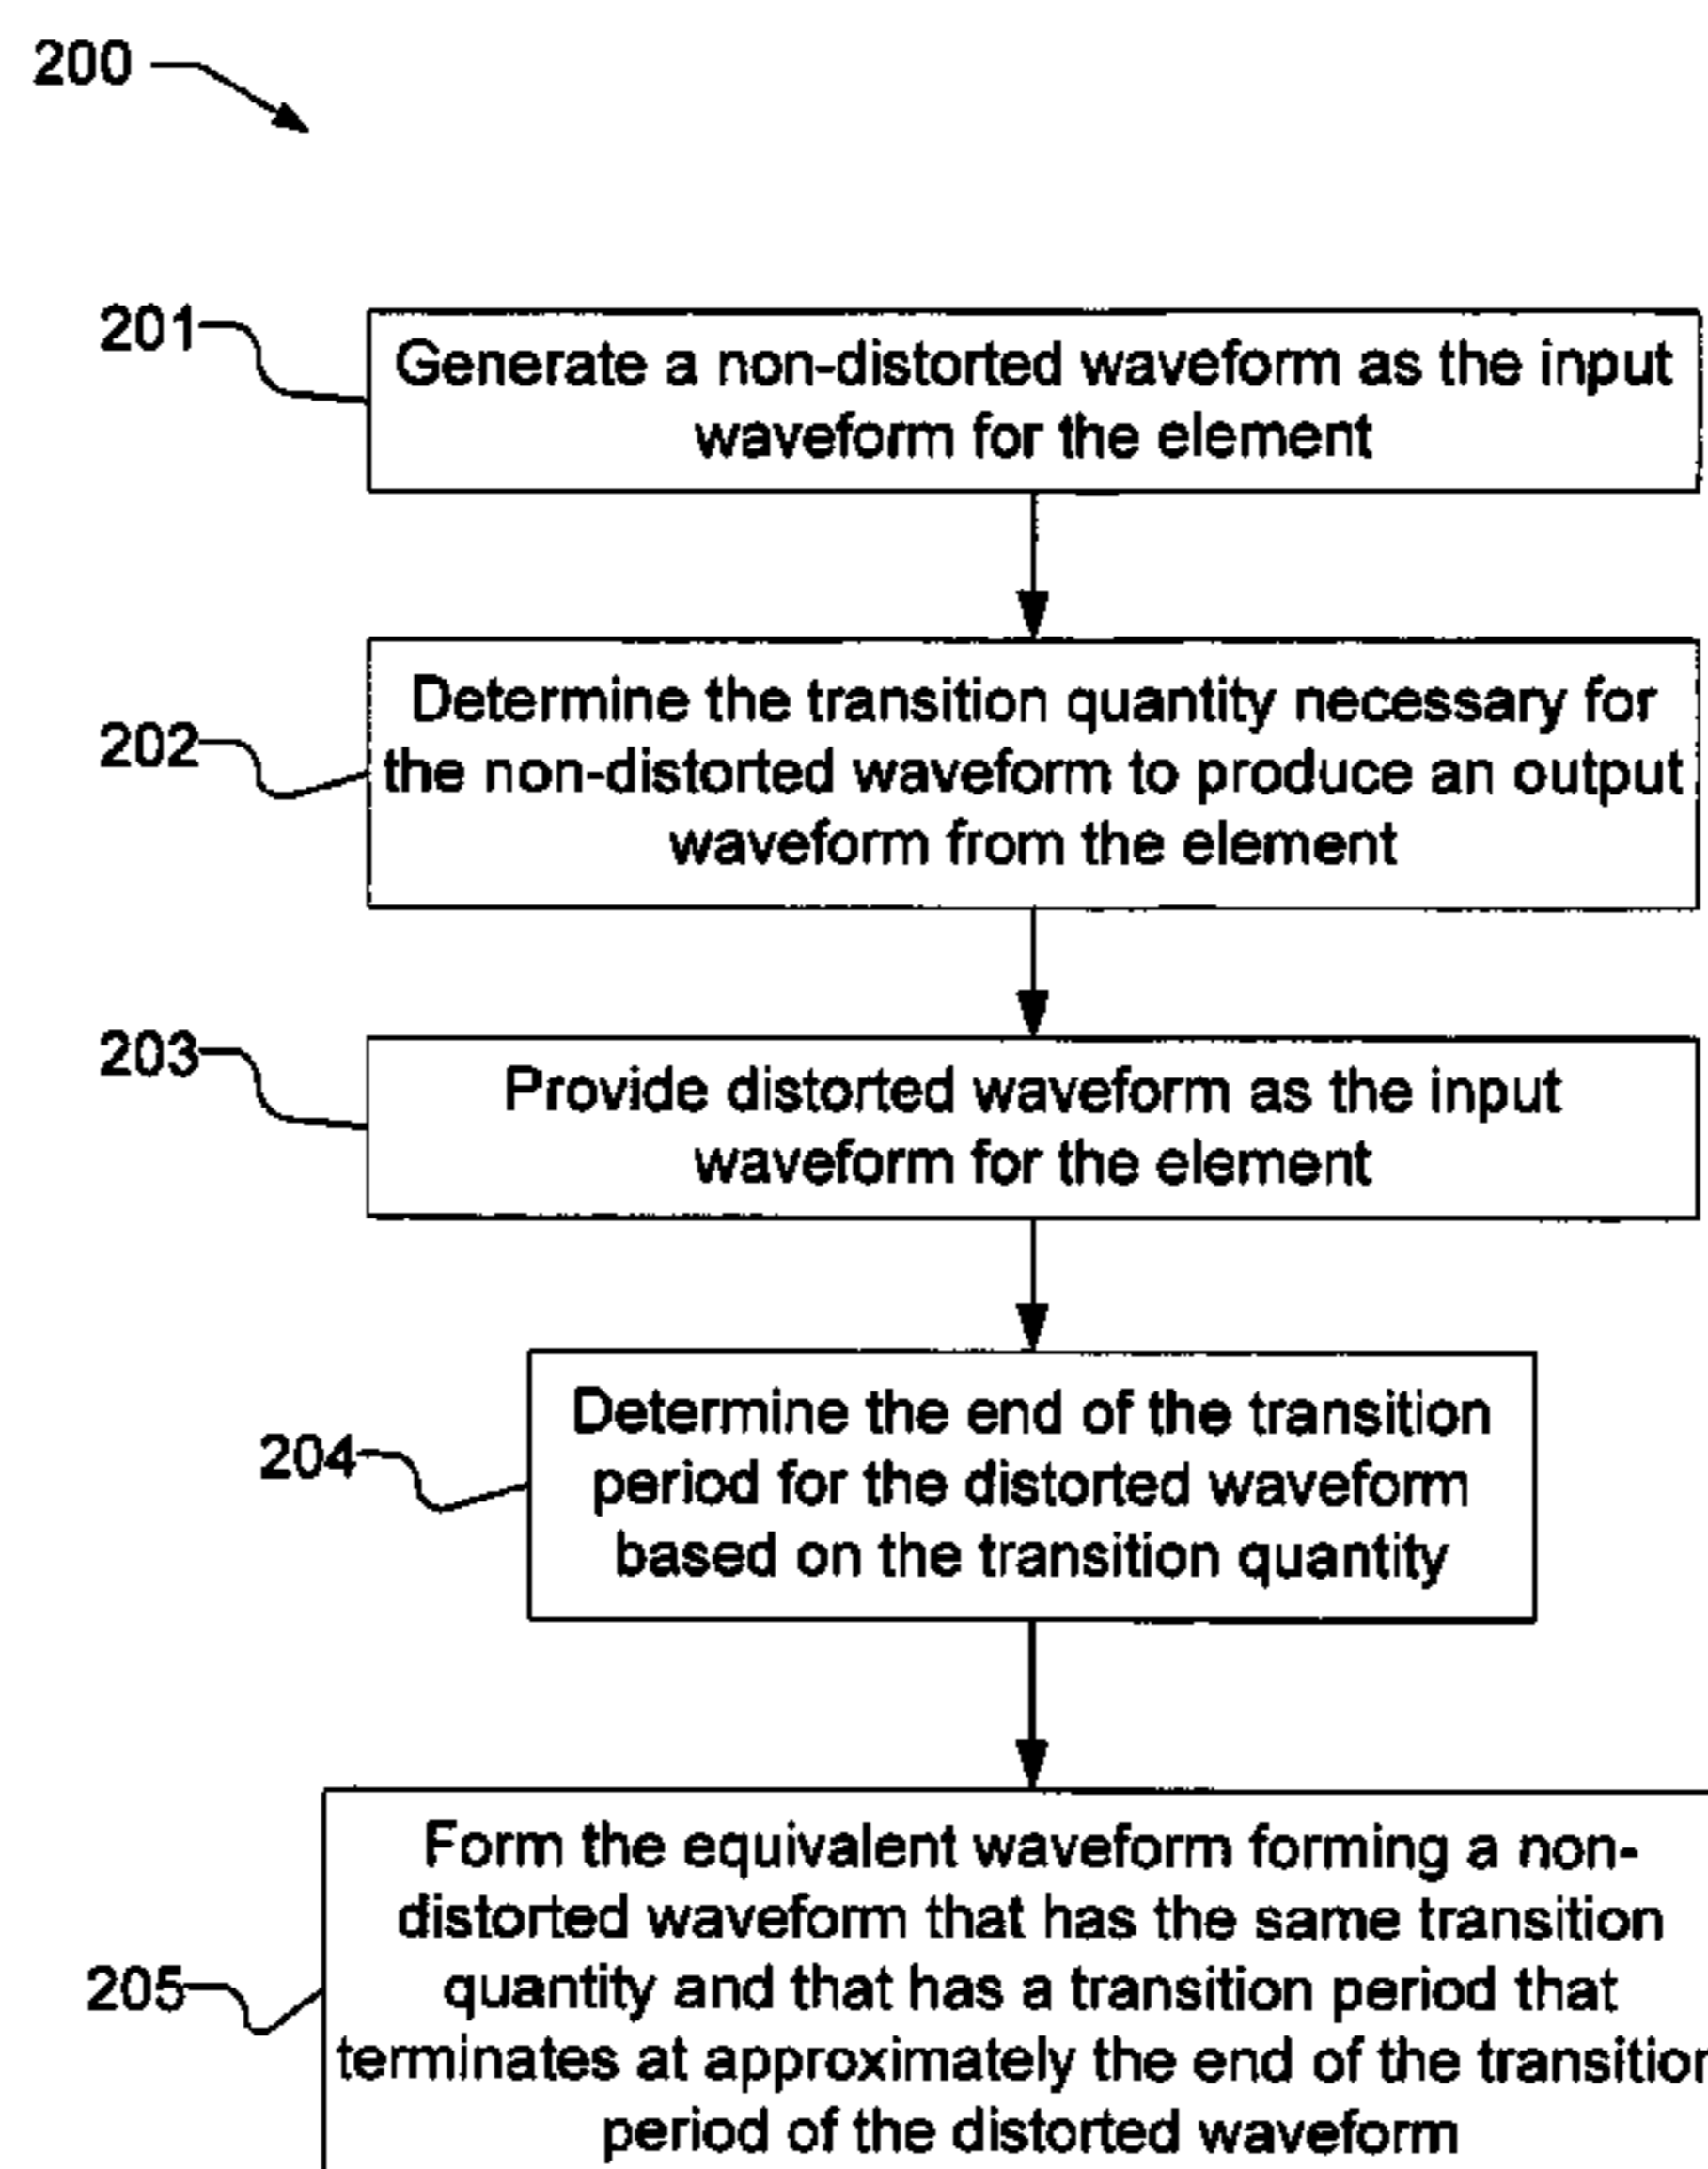 200
201
Generate a non-distorted waveform as the input
waveform for the element
202
Determine the transition quantity necessary for
the non-distorted waveform to produce an output
waveform from the element
203
Provide distorted waveform as the input
waveform for the element
204
Determine the end of the transition
period for the distorted waveform
based on the transition quantity
205
Form the equivalent waveform forming a non-
distorted waveform that has the same transition
quantity and that has a transition period that
terminates at approximately the end of the transition
period of the distorted waveform